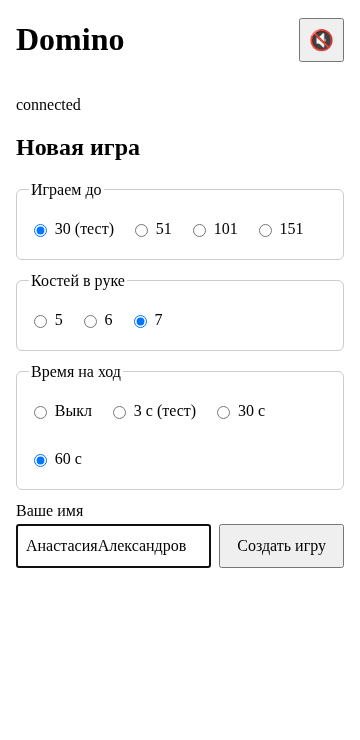 Domino
connected
Новая игра
Играем до
30 (тест) 51 101 151
Костей в руке
5 6 7
Время на ход
Выкл 3 с (тест) 30 с
60 с
Ваше имя
АнастасияАлександров Создать игру